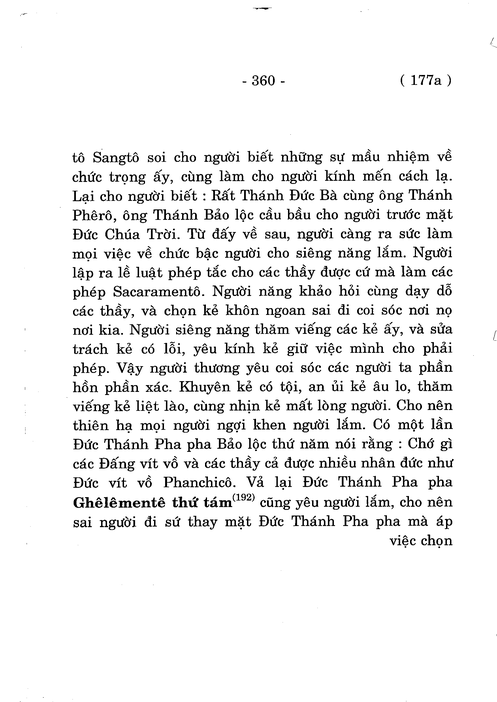 - 360 - ( 177a )
tô Sangtô soi cho người biết những sự mầu nhiệm về
chức trọng ấy, cùng làm cho người kính mến cách lạ.
Lại cho người biết : Rất Thánh Đức Bà cùng ông Thánh
Phêrô, ông Thánh Bảo lộc cầu bầu cho người trước mặt
Đức Chúa Trời. Từ đấy về sau, người càng ra sức làm
mọi việc về chức bậc người cho siêng năng lắm. Người
lập ra lề luật phép tắc cho các thầy được cứ mà làm các
phép Sacaramentô. Người năng khảo hỏi cùng dạy dỗ
các thầy, và chọn kẻ khôn ngoan sai đi coi sóc nơi nọ
nơi kia. Người siêng năng thăm viếng các kẻ ấy, và sửa
trách kẻ có lỗi, yêu kính kẻ giữ việc mình cho phải
phép. Vậy người thương yêu coi sóc các người ta phần
hồn phần xác. Khuyên kẻ có tội, an ủi kẻ âu lo, thăm
viếng kẻ liệt lào, cùng nhịn kẻ mất lòng người. Cho nên
thiên hạ mọi người ngợi khen người lắm. Có một lần
Đức Thánh Pha pha Bảo lộc thứ năm nói rằng : Chớ gì
các Đấng vít vồ và các thầy cả được nhiều nhân đức như
Đức vít vồ Phanchicô. Vả lại Đức Thánh Pha pha
Ghêlêmentê thứ tám(192) cũng yêu người lắm, cho nên
sai người đi sứ thay mặt Đức Thánh Pha pha mà áp
việc chọn